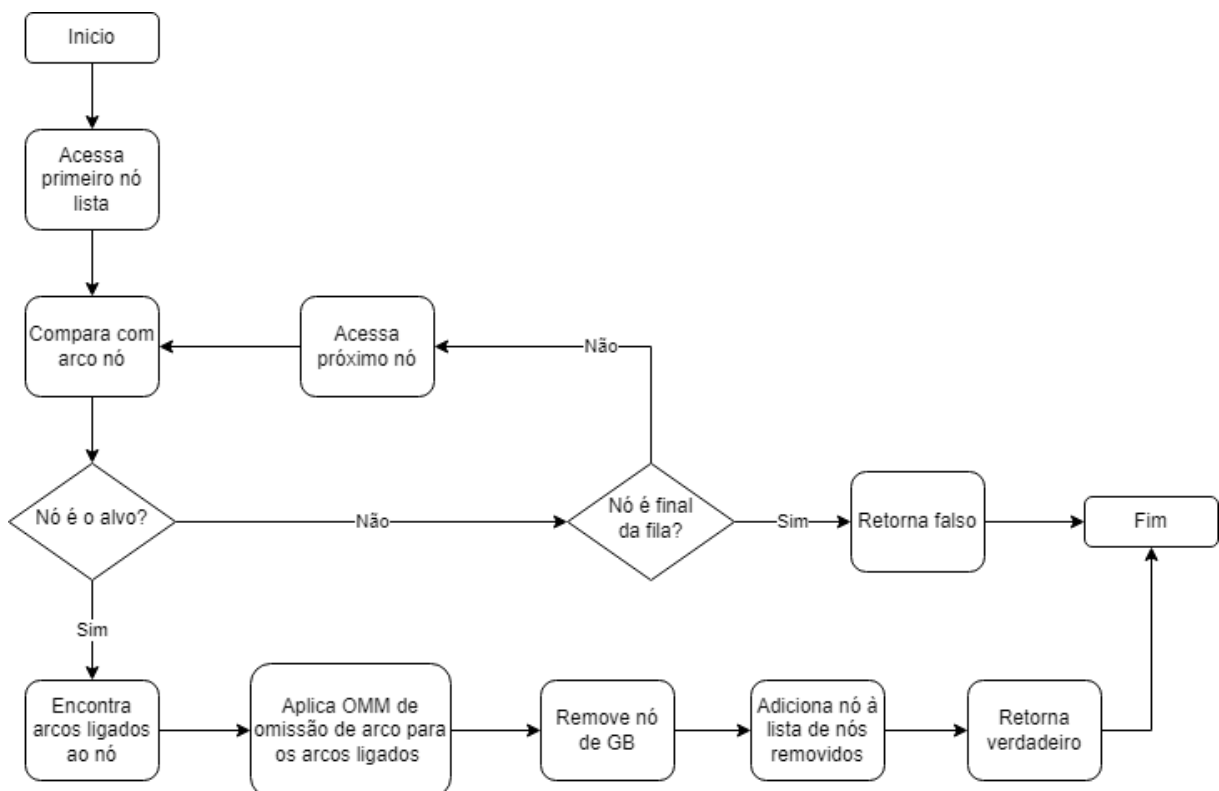 Inicio
Acessa
primeiro nó
lista
Compara com
arco nó
Acessa
próximo nó
Não
Nó é o alvo?
Não
Nó é final
da fila?
Sim
Retorna falso
Fim
Sim
Encontra
arcos ligados
ao nó
Aplica OMM de
omissão de arco para
os arcos ligados
Remove nó
de GB
Adiciona nó à
lista de nós
removidos
Retorna
verdadeiro